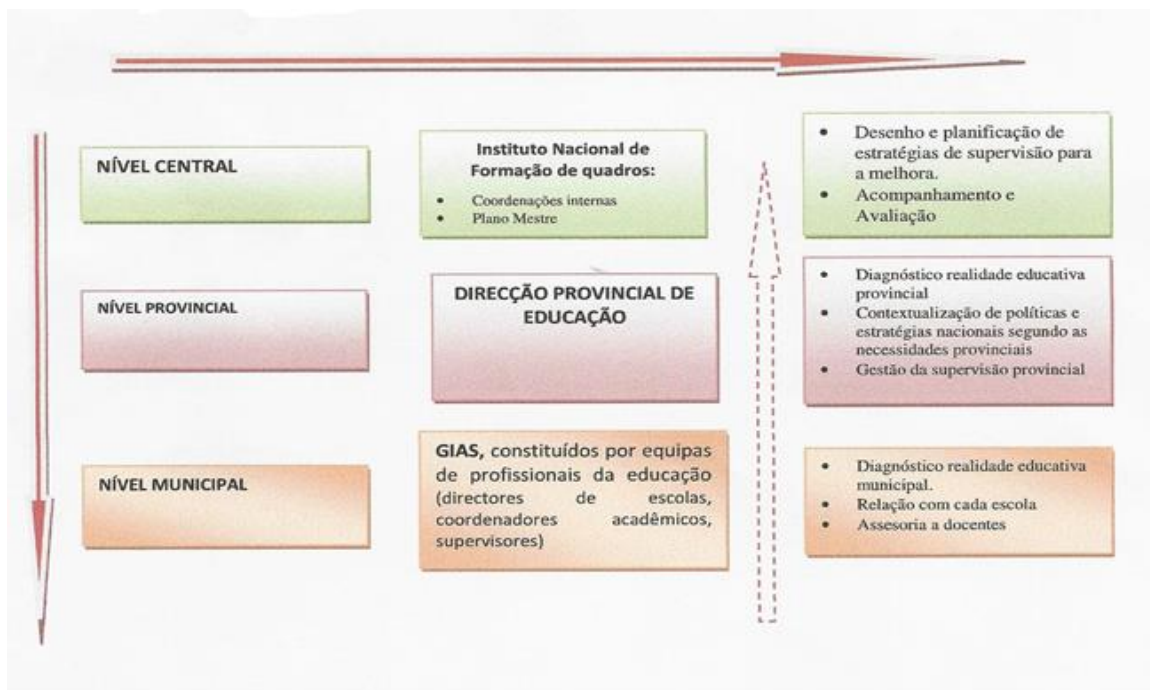 NÍVEL CENTRAL
Instituto Nacional de
Formação de quadros:
• Coordenações internas
• Plano Mestre
• Desenho e planificação de
estratégias de supervisão para
a melhora.
• Acompanhamento e
Avaliação
NÍVEL PROVINCIAL
DIRECÇÃO PROVINCIAL DE
EDUCAÇÃO
• Diagnóstico realidade educativa
provincial
• Contextualização de políticas e
estratégias nacionais segundo as
necessidades provinciais
• Gestão da supervisão provincial
NÍVEL MUNICIPAL
GIAS, constituídos por equipas
de profissionais da educação
(directores de escolas,
coordenadores acadêmicos,
supervisores)
• Diagnóstico realidade educativa
municipal.
• Relação com cada escola
• Assesoria a docentes